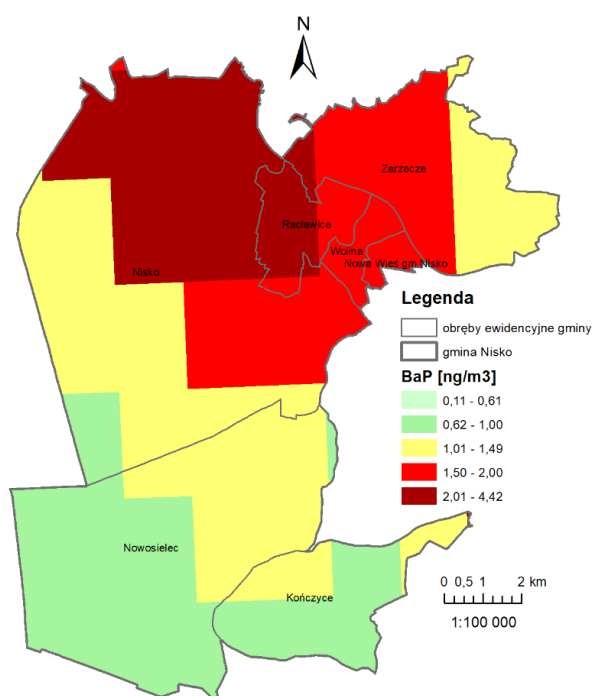 N
Zarzecze
Racławice
Wolina
Nowa Wieś gm.Nisko
Nisko
Legenda
obręby ewidencyjne gminy
gmina Nisko
BaP [ng/m3]
0,11 - 0,61
0,62 - 1,00
1,01 - 1,49
1,50 - 2,00
2,01 - 4,42
Nowosielec
Kończyce
0 0,5 1 2 km
1:100 000